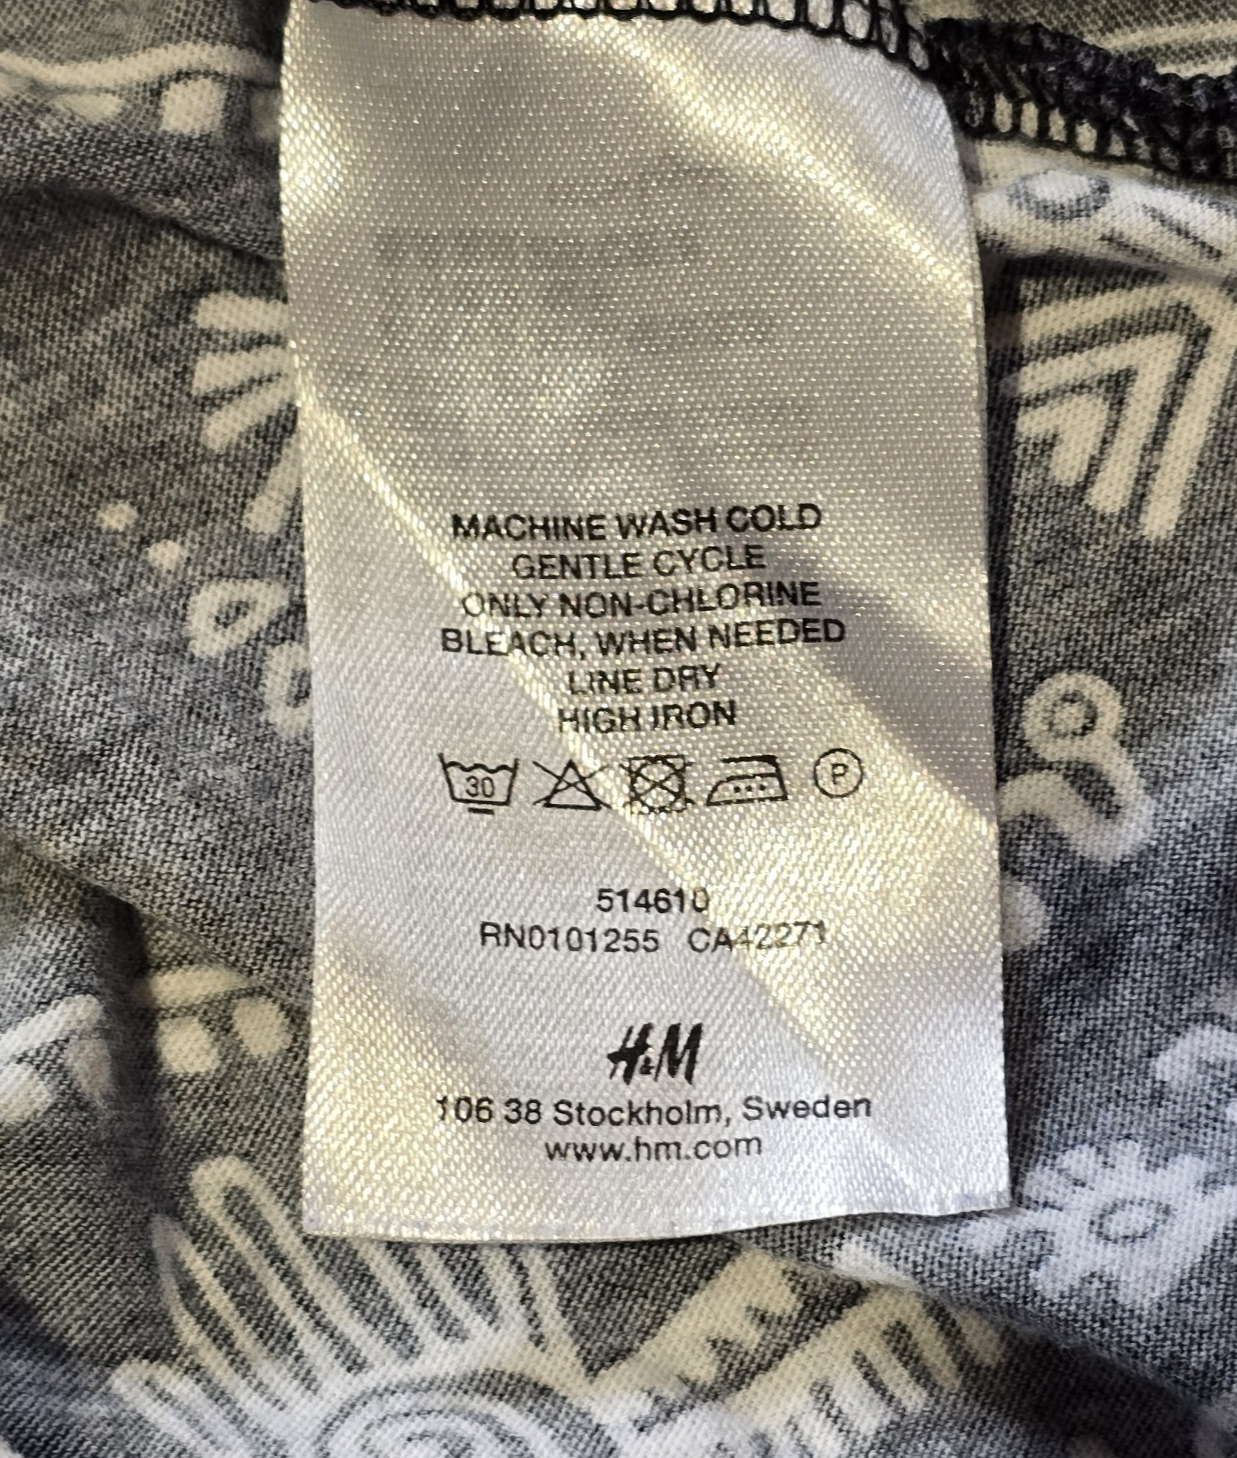 MACHINE WASH COLD
GENTLE CYCLE
ONLY NON-CHLORINE
BLEACH, WHEN NEEDED
LINE DRY
HIGH IRON
30 P
514610
RN0101255 CA42271
H&M
106 38 Stockholm, Sweden
www.hm.com